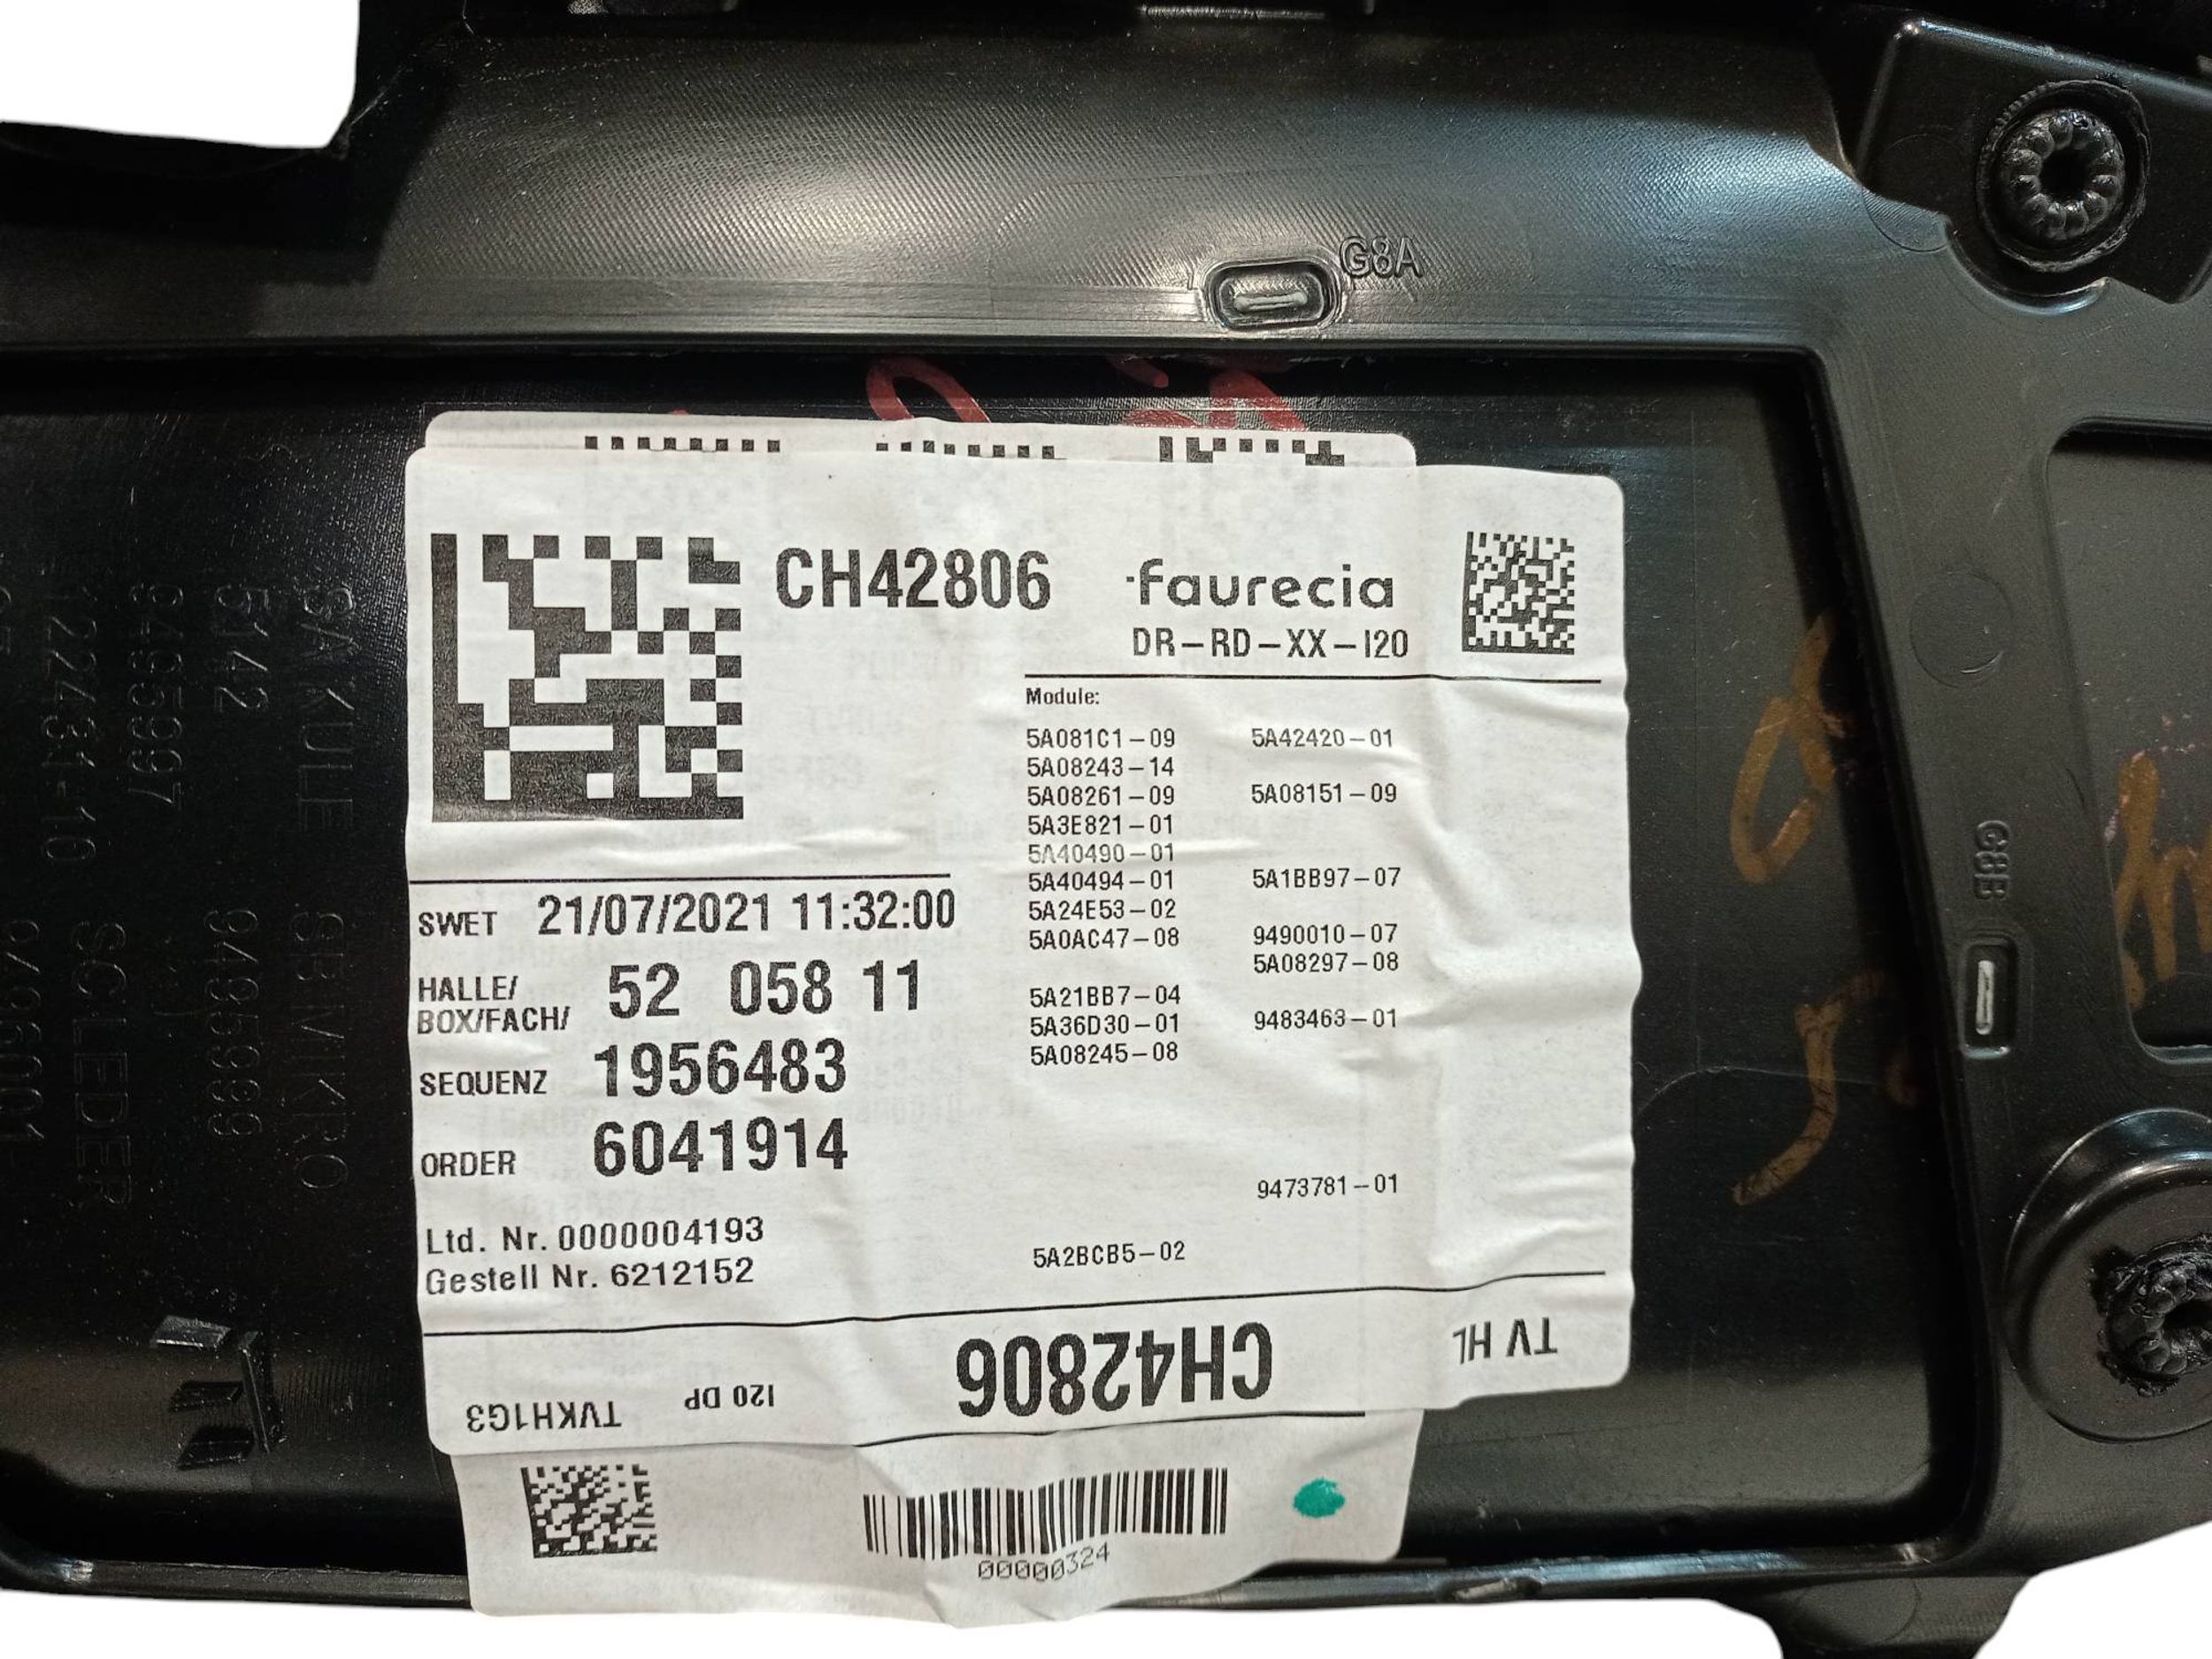 G8A
CH42806
faurecia
DR-RD-XX-I20
Module:
5A081C1-09 5A42420-01
5A08243-14
5A08261-09 5A08151-09
5A3E821-01
5A40490-01
5A40494-01 5A1BB97-07
5A24E53-02
5A0AC47-08 9490010-07
5A08297-08
5A21BB7-04
5A36D30-01 9483463-01
5A08245-08
9473781-01
5A2BCB5-02
SWET 21/07/2021 11:32:00
HALLE/
BOX/FACH/ 52 058 11
SEQUENZ 1956483
ORDER 6041914
Ltd. Nr. 0000004193
Gestell Nr. 6212152
TV HL
CH42806
I20 DP
TVKH1G3
00000324
G8B
SAKULE SB MIKRO
5142 9495999
9495997
SCLEDER